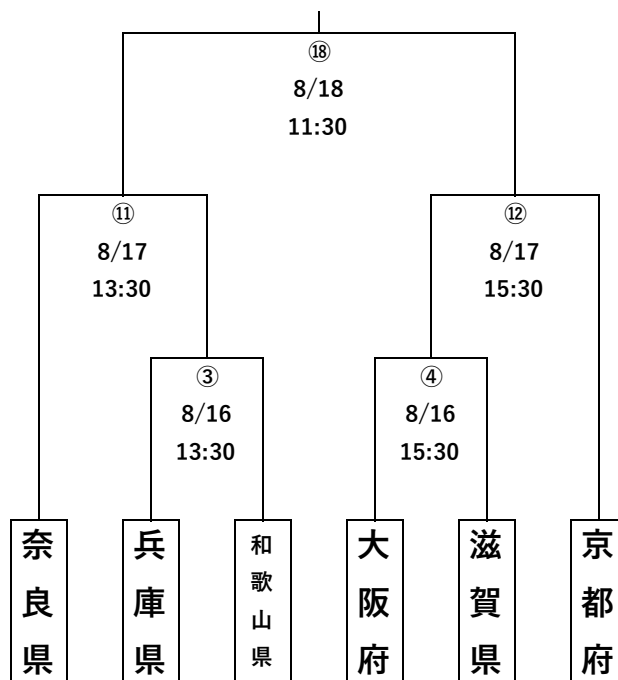 ⑱
8/18
11:30
⑪
8/17
13:30
⑫
8/17
15:30
③
8/16
13:30
④
8/16
15:30
奈良県
兵庫県
和歌山県
大阪府
滋賀県
京都府